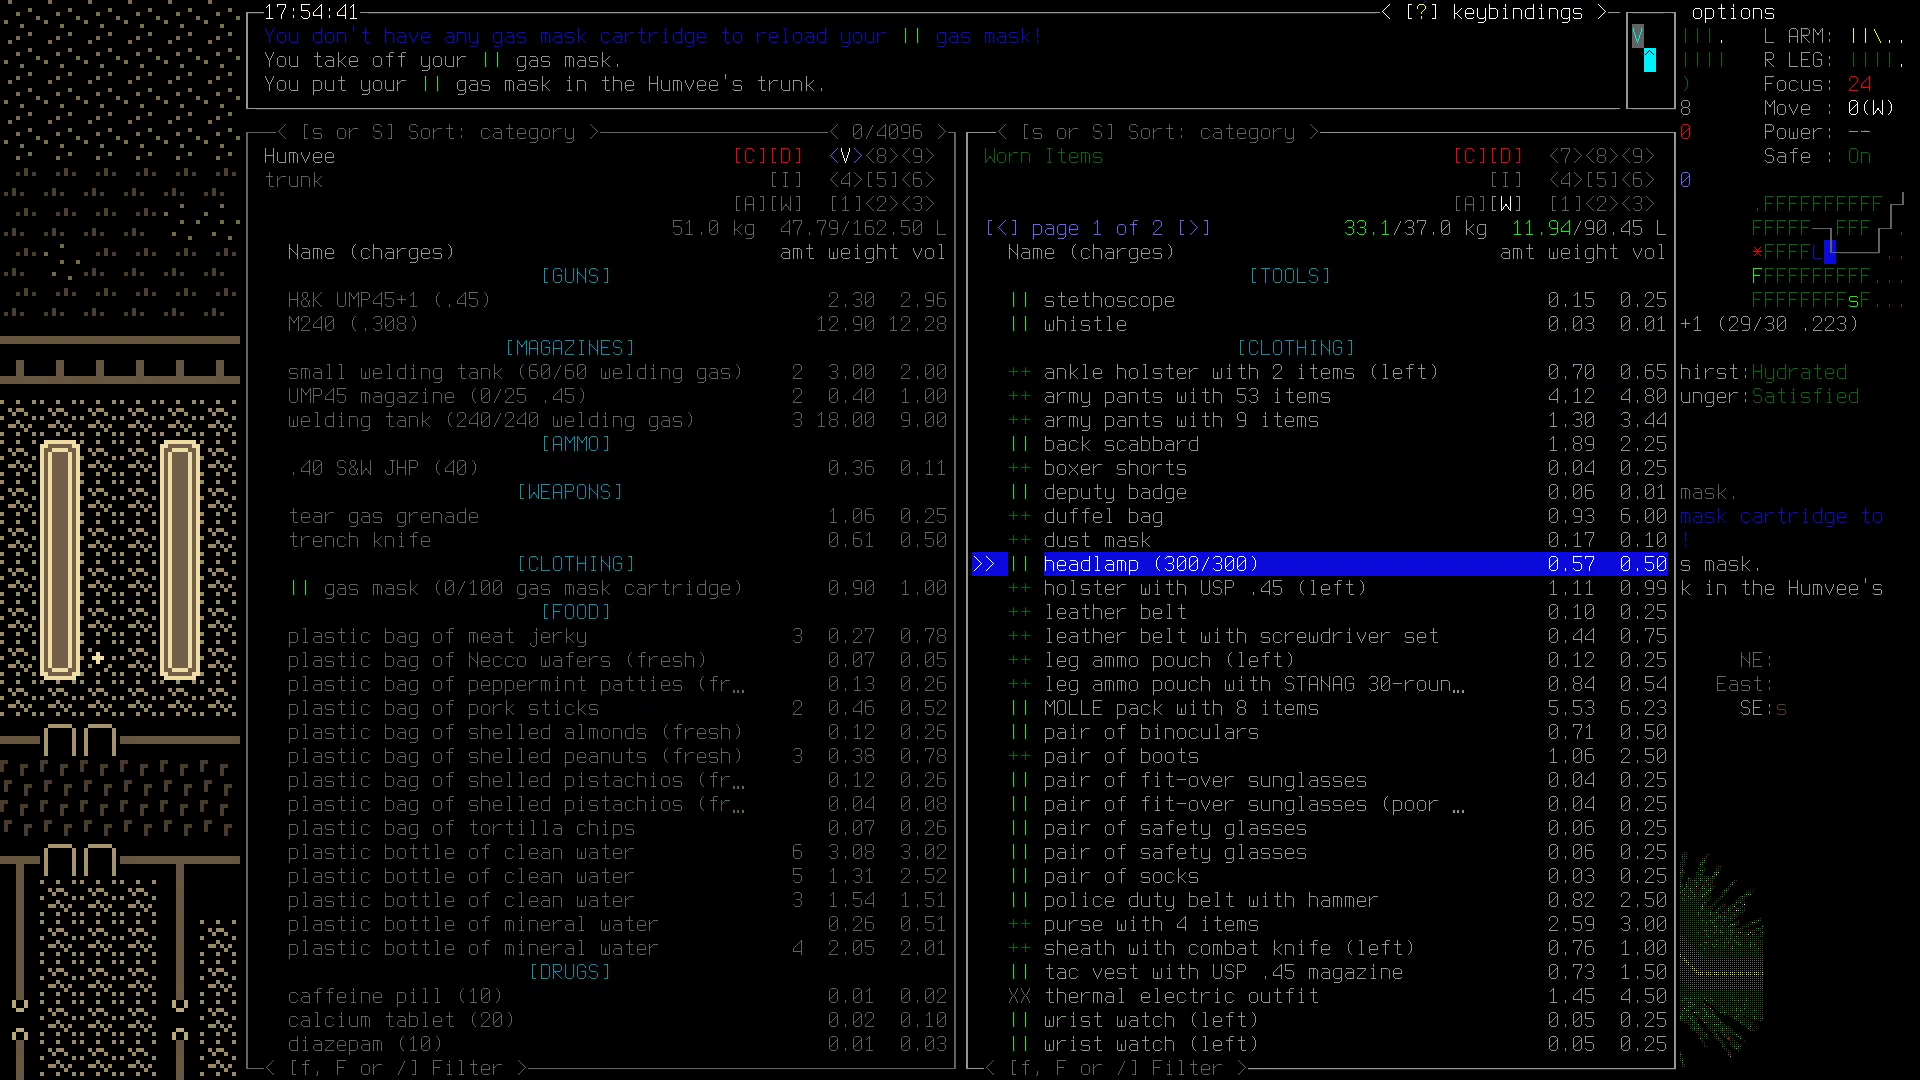 17:54:41 < [?] keybindings > options
You don't have any gas mask cartridge to reload your || gas mask!
You take off your || gas mask.
You put your || gas mask in the Humvee's trunk.
V
^
L ARM: ||\..
R LEG: ||||.
Focus: 24
8 Move : 0(W)
0 Power: --
Safe : On
0
< [s or S] Sort: category > < 0/4096 >
Humvee [C][D] <V><8><9>
trunk [I] <4>[5]<6>
[A][W] [1]<2><3>
51.0 kg 47.79/162.50 L
Name (charges) amt weight vol
[GUNS]
H&K UMP45+1 (.45) 2.30 2.96
M240 (.308) 12.90 12.28
[MAGAZINES]
small welding tank (60/60 welding gas) 2 3.00 2.00
UMP45 magazine (0/25 .45) 2 0.40 1.00
welding tank (240/240 welding gas) 3 18.00 9.00
[AMMO]
.40 S&W JHP (40) 0.36 0.11
[WEAPONS]
tear gas grenade 1.06 0.25
trench knife 0.61 0.50
[CLOTHING]
|| gas mask (0/100 gas mask cartridge) 0.90 1.00
[FOOD]
plastic bag of meat jerky 3 0.27 0.78
plastic bag of Necco wafers (fresh) 0.07 0.05
plastic bag of peppermint patties (fr… 0.13 0.26
plastic bag of pork sticks 2 0.46 0.52
plastic bag of shelled almonds (fresh) 0.12 0.26
plastic bag of shelled peanuts (fresh) 3 0.38 0.78
plastic bag of shelled pistachios (fr… 0.12 0.26
plastic bag of shelled pistachios (fr… 0.04 0.08
plastic bag of tortilla chips 0.07 0.26
plastic bottle of clean water 6 3.08 3.02
plastic bottle of clean water 5 1.31 2.52
plastic bottle of clean water 3 1.54 1.51
plastic bottle of mineral water 0.26 0.51
plastic bottle of mineral water 4 2.05 2.01
[DRUGS]
caffeine pill (10) 0.01 0.02
calcium tablet (20) 0.02 0.10
diazepam (10) 0.01 0.03
< [f, F or /] Filter >
< [s or S] Sort: category >
Worn Items [C][D] <7><8><9>
[I] <4>[5]<6>
[A][W] [1]<2><3>
[<] page 1 of 2 [>] 33.1/37.0 kg 11.94/90.45 L
Name (charges) amt weight vol
[TOOLS]
|| stethoscope 0.15 0.25
|| whistle 0.03 0.01
[CLOTHING]
++ ankle holster with 2 items (left) 0.70 0.65
++ army pants with 53 items 4.12 4.80
++ army pants with 9 items 1.30 3.44
|| back scabbard 1.89 2.25
++ boxer shorts 0.04 0.25
|| deputy badge 0.06 0.01
++ duffel bag 0.93 6.00
++ dust mask 0.17 0.10
>> || headlamp (300/300) 0.57 0.50
++ holster with USP .45 (left) 1.11 0.99
++ leather belt 0.10 0.25
++ leather belt with screwdriver set 0.44 0.75
++ leg ammo pouch (left) 0.12 0.25
++ leg ammo pouch with STANAG 30-roun… 0.84 0.54
|| MOLLE pack with 8 items 5.53 6.23
|| pair of binoculars 0.71 0.50
++ pair of boots 1.06 2.50
|| pair of fit-over sunglasses 0.04 0.25
|| pair of fit-over sunglasses (poor … 0.04 0.25
|| pair of safety glasses 0.06 0.25
|| pair of safety glasses 0.06 0.25
|| pair of socks 0.03 0.25
|| police duty belt with hammer 0.82 2.50
++ purse with 4 items 2.59 3.00
++ sheath with combat knife (left) 0.76 1.00
|| tac vest with USP .45 magazine 0.73 1.50
XX thermal electric outfit 1.45 4.50
|| wrist watch (left) 0.05 0.25
|| wrist watch (left) 0.05 0.25
< [f, F or /] Filter >
.FFFFFFFFFF
FFFFF FFF
*FFFFL ..
FFFFFFFFFF...
FFFFFFFFsF...
+1 (29/30 .223)
hirst:Hydrated
unger:Satisfied
mask.
mask cartridge to
!
s mask.
k in the Humvee's
NE:
East:
SE:s